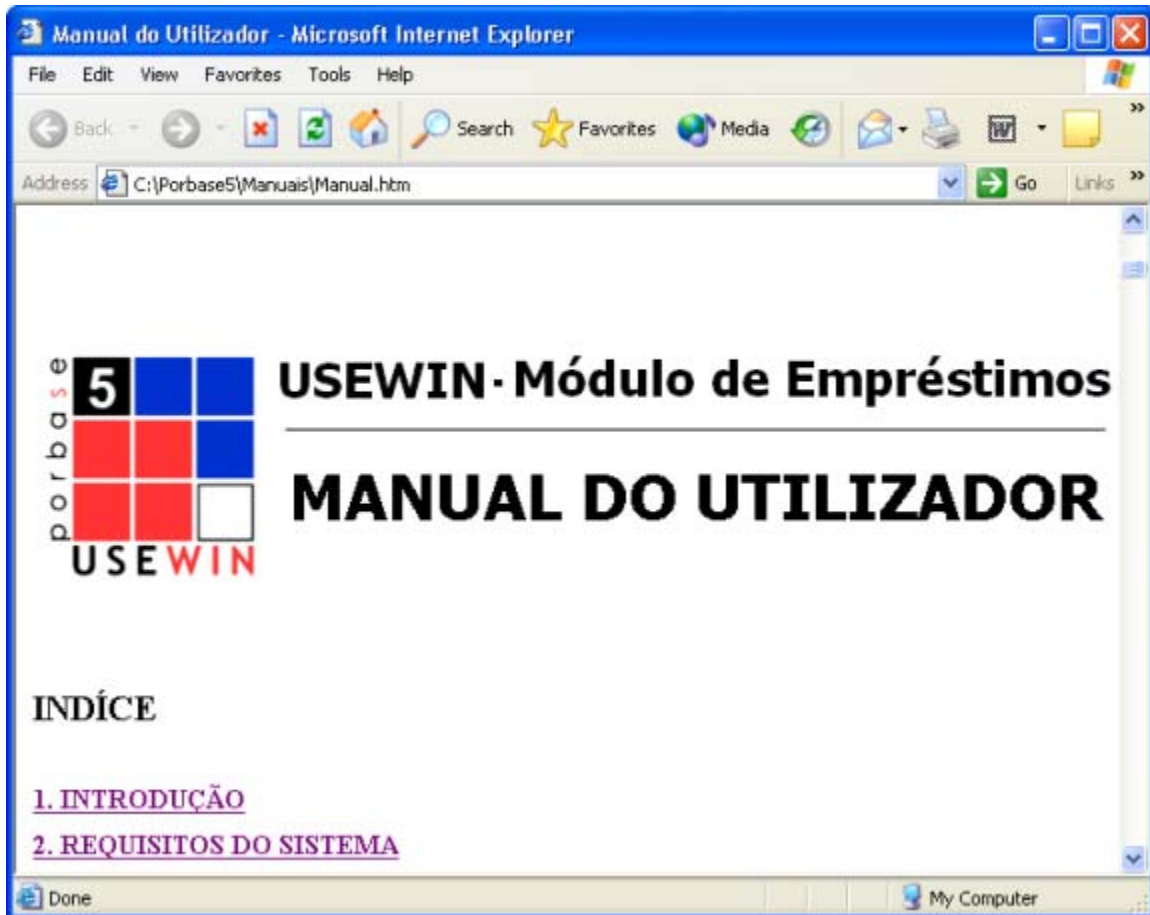 Manual do Utilizador - Microsoft Internet Explorer
File Edit View Favorites Tools Help
Back Search Favorites Media W
Address C:\Porbase5\Manuais\Manual.htm Go Links
porbase
5
USEWIN
USEWIN - Módulo de Empréstimos
MANUAL DO UTILIZADOR
INDÍCE
1. INTRODUÇÃO
2. REQUISITOS DO SISTEMA
Done My Computer